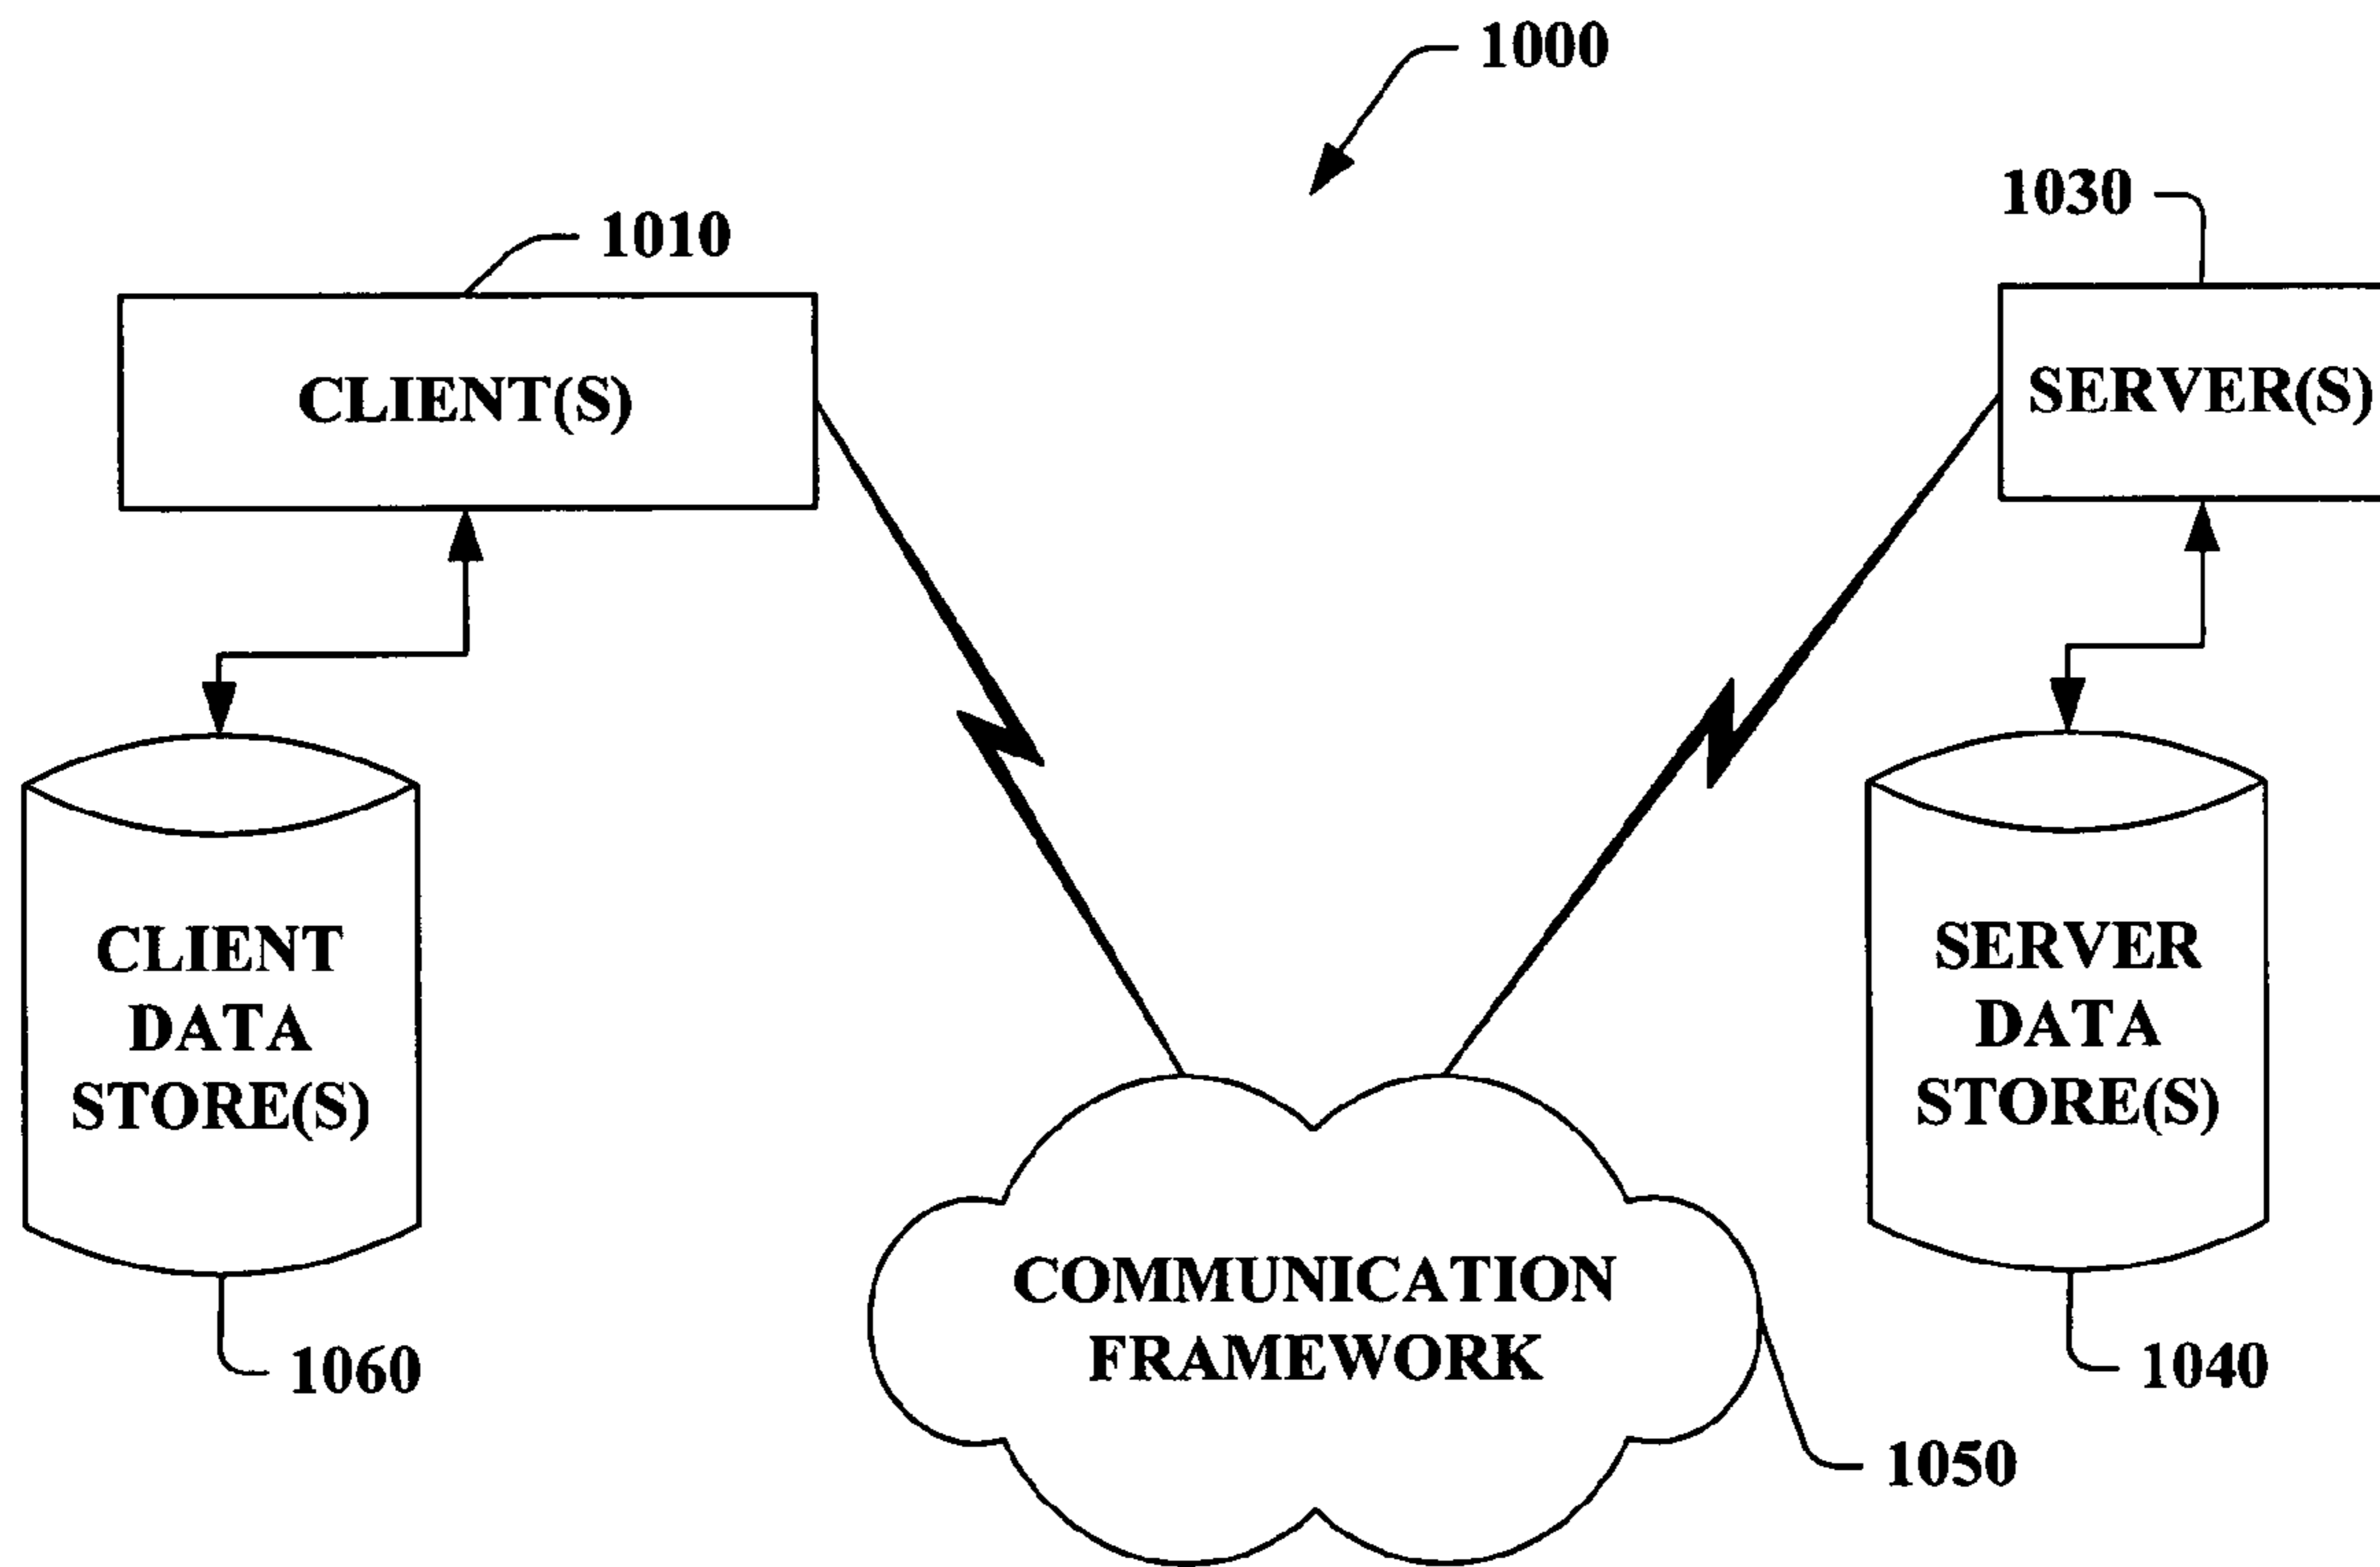 1000
1010
1030
CLIENT(S)
SERVER(S)
CLIENT
DATA
STORE(S)
SERVER
DATA
STORE(S)
COMMUNICATION
FRAMEWORK
1060
1040
1050